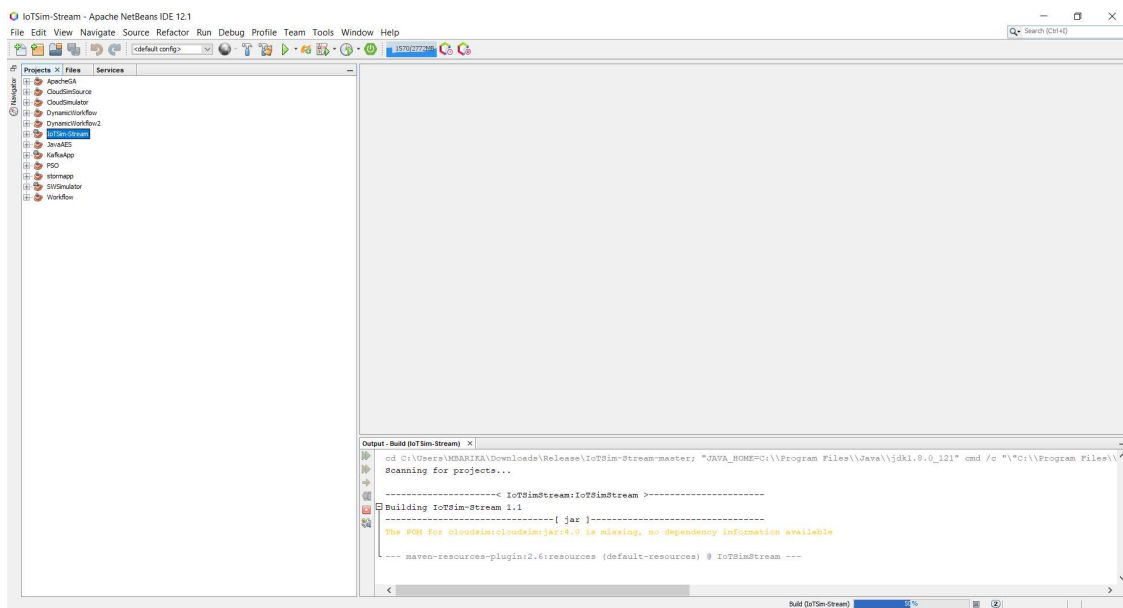 IoTSim-Stream - Apache NetBeans IDE 12.1
File Edit View Navigate Source Refactor Run Debug Profile Team Tools Window Help
Search (Ctrl+I)
<default config>
1570/2772MB
Navigator
Projects Files Services
ApacheGA
CloudSimSource
CloudSimulator
DynamicWorkflow
DynamicWorkflow2
IoTSim-Stream
JavaAES
KafkaApp
PSO
stormapp
SWSimulator
Workflow
Output - Build (IoTSim-Stream)
cd C:\Users\MBARIKA\Downloads\Release\IoTSim-Stream-master; "JAVA_HOME=C:\\Program Files\\Java\\jdk1.8.0_121" cmd /c "\"C:\\Program Files\\
Scanning for projects...
----------------------< IoTSimStream:IoTSimStream >----------------------
Building IoTSim-Stream 1.1
--------------------------------[ jar ]---------------------------------
The POM for cloudsim:cloudsim:jar:4.0 is missing, no dependency information available
--- maven-resources-plugin:2.6:resources (default-resources) @ IoTSimStream ---
Build (IoTSim-Stream) 50% 2